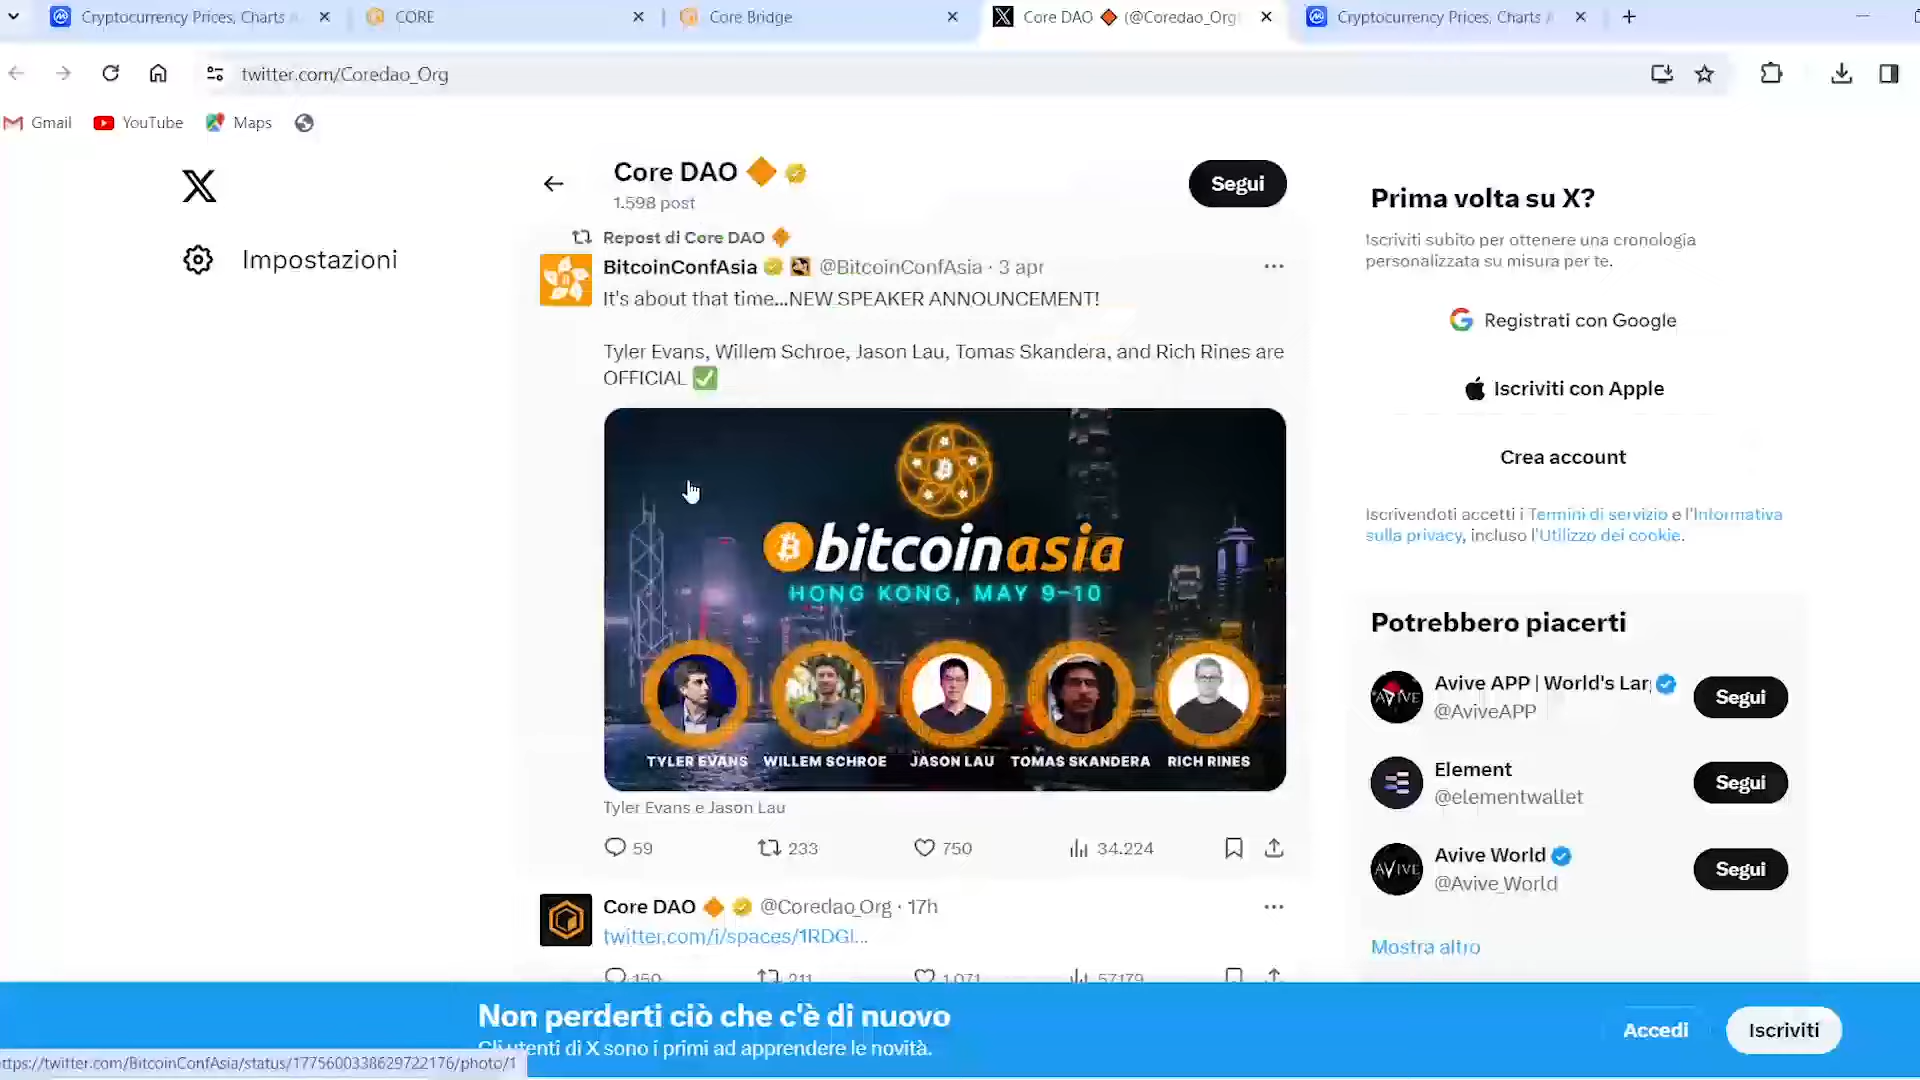 Cryptocurrency Prices, Charts
CORE
Core Bridge
Core DAO 🔶 (@Coredao_Org
Cryptocurrency Prices, Charts
twitter.com/Coredao_Org
Gmail
YouTube
Maps
Impostazioni
Core DAO 🔶
1.598 post
Segui
Repost di Core DAO 🔶
BitcoinConfAsia @BitcoinConfAsia · 3 apr
It's about that time...NEW SPEAKER ANNOUNCEMENT!
Tyler Evans, Willem Schroe, Jason Lau, Tomas Skandera, and Rich Rines are
OFFICIAL ✅
bitcoinasia
HONG KONG, MAY 9–10
TYLER EVANS
WILLEM SCHROE
JASON LAU
TOMAS SKANDERA
RICH RINES
Tyler Evans e Jason Lau
59
233
750
34.224
Core DAO 🔶 @Coredao_Org · 17h
twitter.com/i/spaces/1RDGl...
150
211
1.071
57.179
Prima volta su X?
Iscriviti subito per ottenere una cronologia
personalizzata su misura per te.
Registrati con Google
Iscriviti con Apple
Crea account
Iscrivendoti accetti i Termini di servizio e l'Informativa
sulla privacy, incluso l'Utilizzo dei cookie.
Potrebbero piacerti
AVIVE
Avive APP | World's Lar
@AviveAPP
Segui
Element
@elementwallet
Segui
AVIVE
Avive World
@Avive_World
Segui
Mostra altro
Non perderti ciò che c'è di nuovo
Gli utenti di X sono i primi ad apprendere le novità.
Accedi
Iscriviti
ttps://twitter.com/BitcoinConfAsia/status/1775600338629722176/photo/1